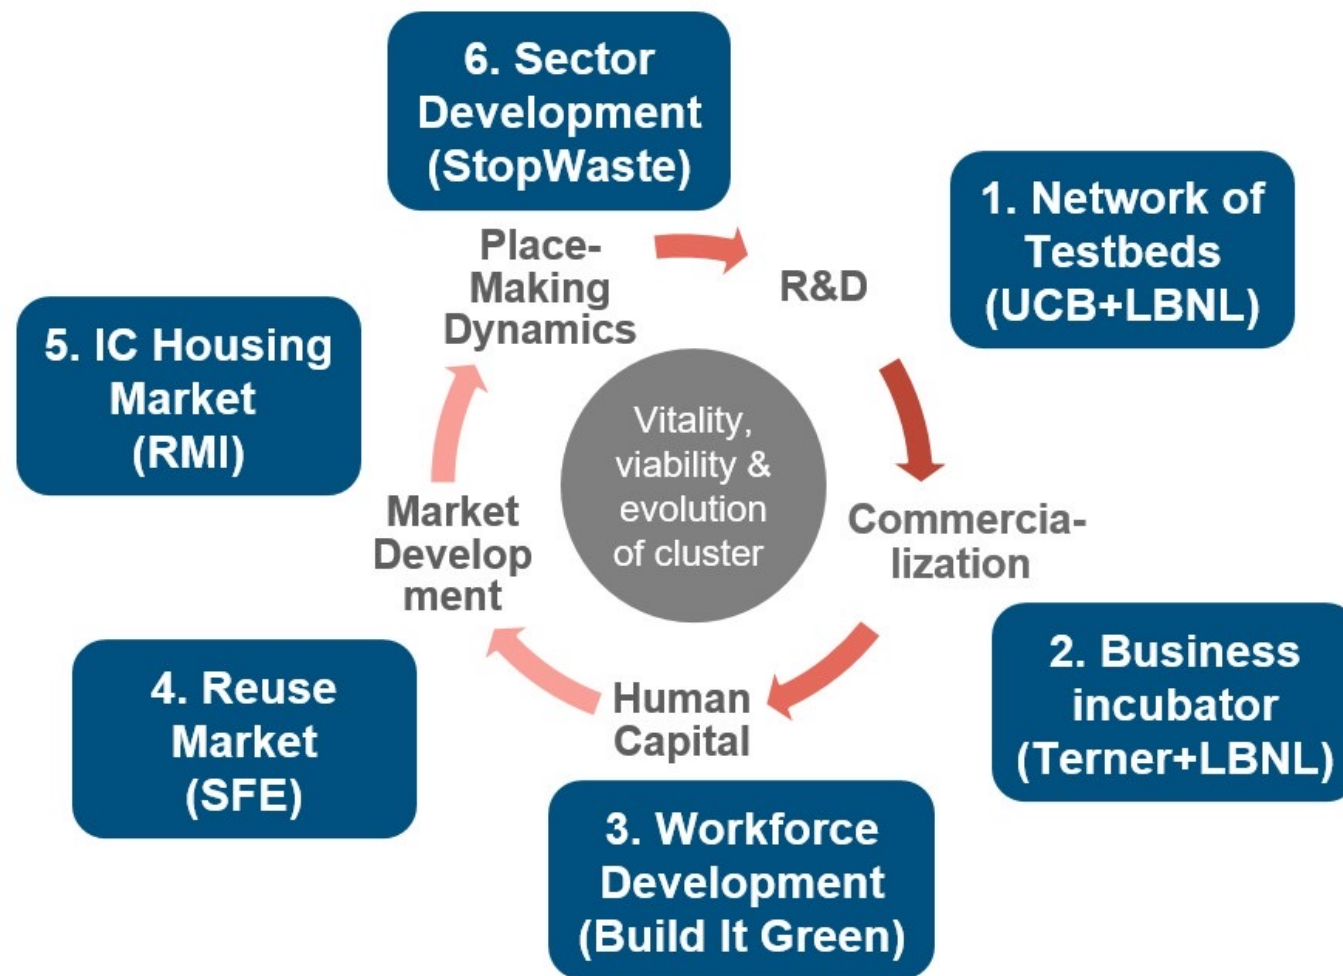 6. Sector
Development
(StopWaste)
1. Network of
Testbeds
(UCB+LBNL)
Place-
Making
Dynamics
R&D
5. IC Housing
Market
(RMI)
Vitality,
viability &
evolution
of cluster
Market
Develop
ment
Commercia-
lization
2. Business
incubator
(Terner+LBNL)
4. Reuse
Market
(SFE)
Human
Capital
3. Workforce
Development
(Build It Green)